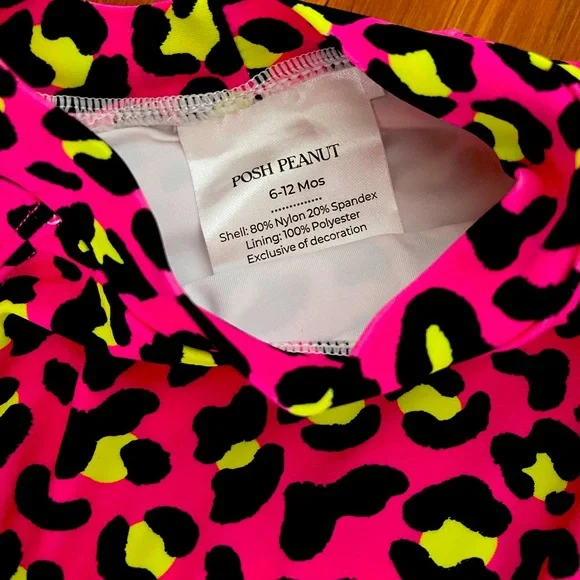 POSH PEANUT
6-12 Mos
Shell: 80% Nylon 20% Spandex
Lining: 100% Polyester
Exclusive of decoration